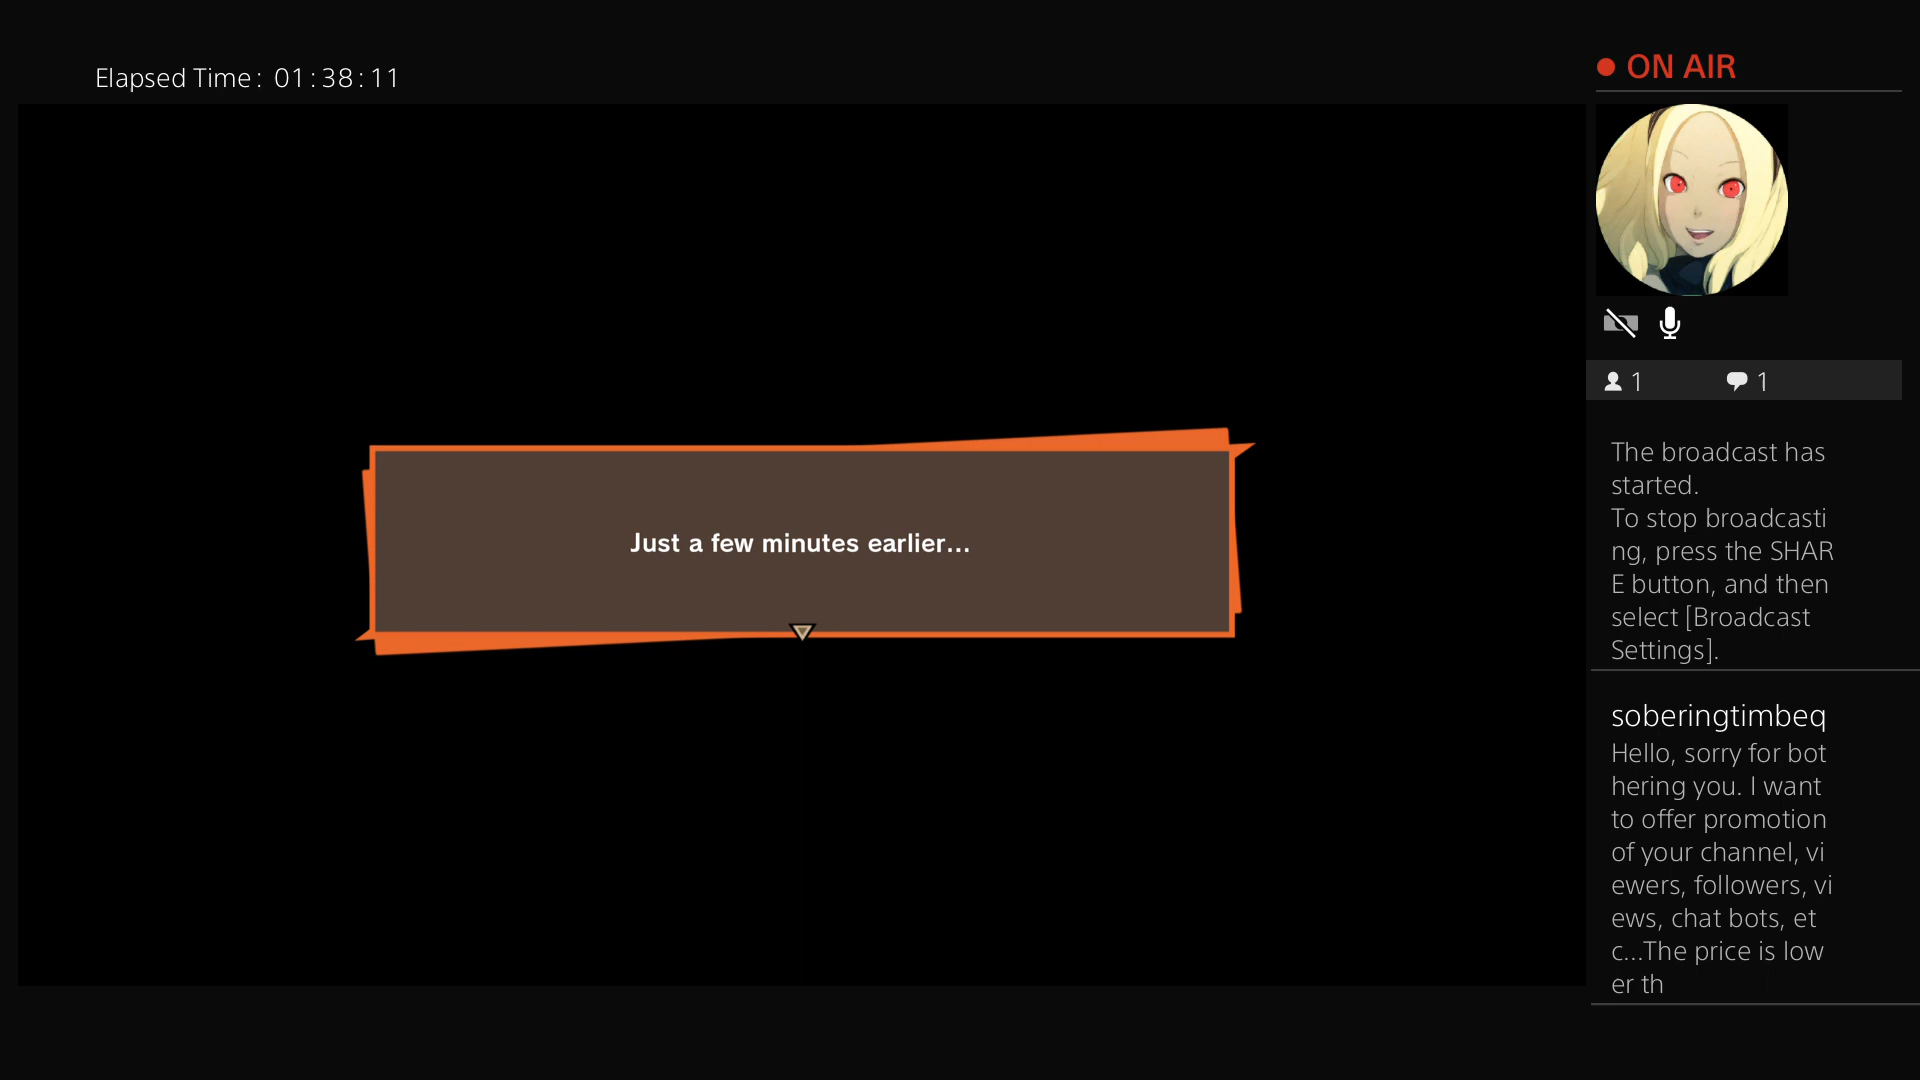 Elapsed Time: 01:38:11
ON AIR
1 1
Just a few minutes earlier...
The broadcast has
started.
To stop broadcasti
ng, press the SHAR
E button, and then
select [Broadcast
Settings].
soberingtimbeq
Hello, sorry for bot
hering you. I want
to offer promotion
of your channel, vi
ewers, followers, vi
ews, chat bots, et
c...The price is low
er th